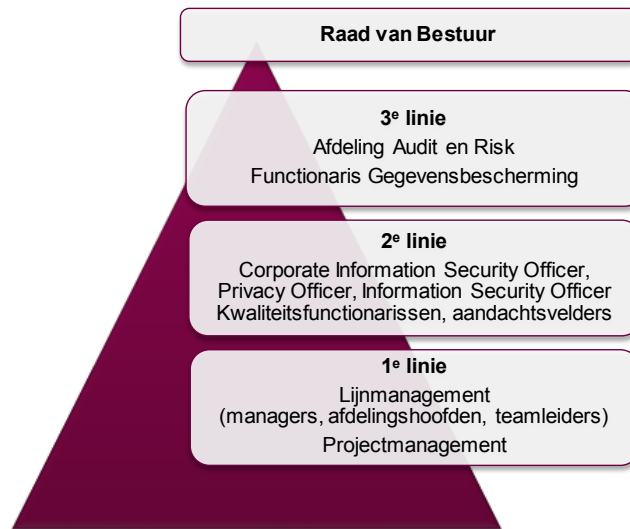 Raad van Bestuur
3e linie
Afdeling Audit en Risk
Functionaris Gegevensbescherming
2e linie
Corporate Information Security Officer,
Privacy Officer, Information Security Officer
Kwaliteitsfunctionarissen, aandachtsvelders
1e linie
Lijnmanagement
(managers, afdelingshoofden, teamleiders)
Projectmanagement